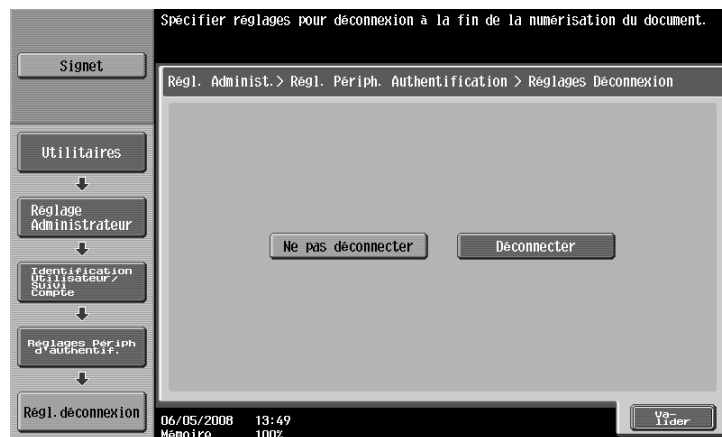 Spécifier réglages pour déconnexion à la fin de la numérisation du document.
Signet
Régl. Administ.> Régl. Périph. Authentification > Réglages Déconnexion
Utilitaires
Réglage
Administrateur
Identification
Utilisateur/
Suivi
Compte
Réglages Périph
d'authentif.
Régl.déconnexion
Ne pas déconnecter
Déconnecter
06/05/2008 13:49
Mémoire 100%
Va-
lider